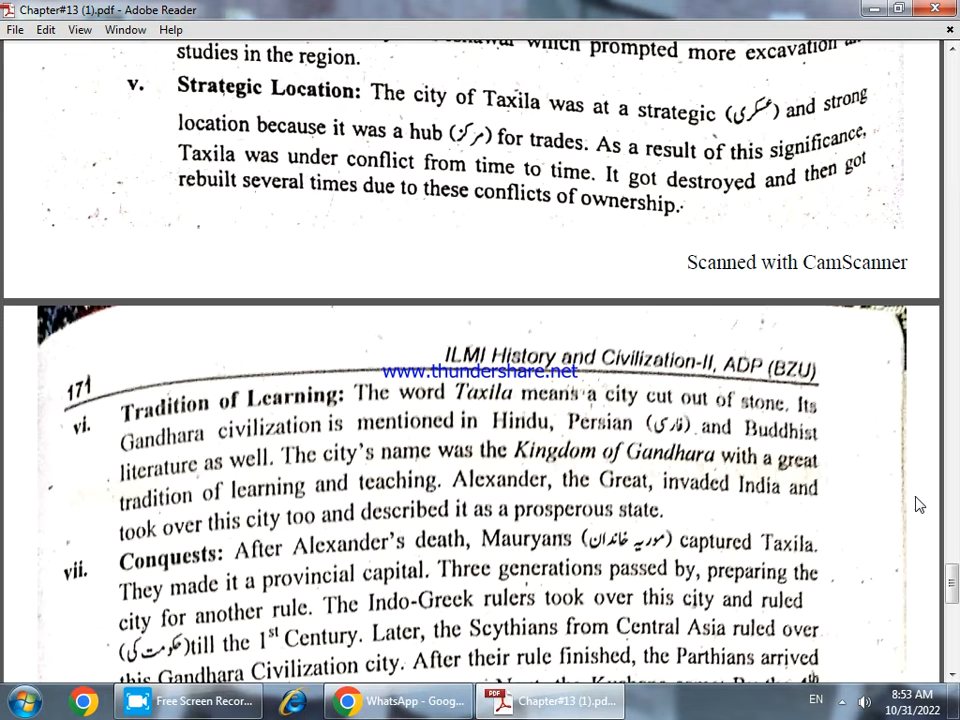 Chapter#13 (1).pdf - Adobe Reader
File Edit View Window Help
which prompted more excavation
studies in the region.
v. Strategic Location: The city of Taxila was at a strategic (عسکری) and strong
location because it was a hub (مرکز) for trades. As a result of this significance,
Taxila was under conflict from time to time. It got destroyed and then got
rebuilt several times due to these conflicts of ownership.
Scanned with CamScanner
ILMI History and Civilization-II, ADP (BZU)
www.thundershare.net
171
vi. Tradition of Learning: The word Taxila means a city cut out of stone. Its
Gandhara civilization is mentioned in Hindu, Persian (فارسی) and Buddhist
literature as well. The city's name was the Kingdom of Gandhara with a great
tradition of learning and teaching. Alexander, the Great, invaded India and
took over this city too and described it as a prosperous state.
vii. Conquests: After Alexander's death, Mauryans (موریہ خاندان) captured Taxila.
They made it a provincial capital. Three generations passed by, preparing the
city for another rule. The Indo-Greek rulers took over this city and ruled
(حکومت کی) till the 1st Century. Later, the Scythians from Central Asia ruled over
this Gandhara Civilization city. After their rule finished, the Parthians arrived
Free Screen Recor...
WhatsApp - Goog...
Chapter#13 (1).pd...
EN
8:53 AM
10/31/2022